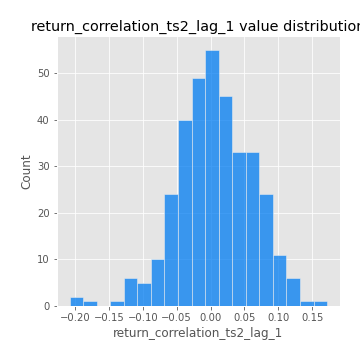 return_correlation_ts2_lag_1 value distribution
50
40
30
20
10
0
Count
−0.20 −0.15 −0.10 −0.05 0.00 0.05 0.10 0.15
return_correlation_ts2_lag_1